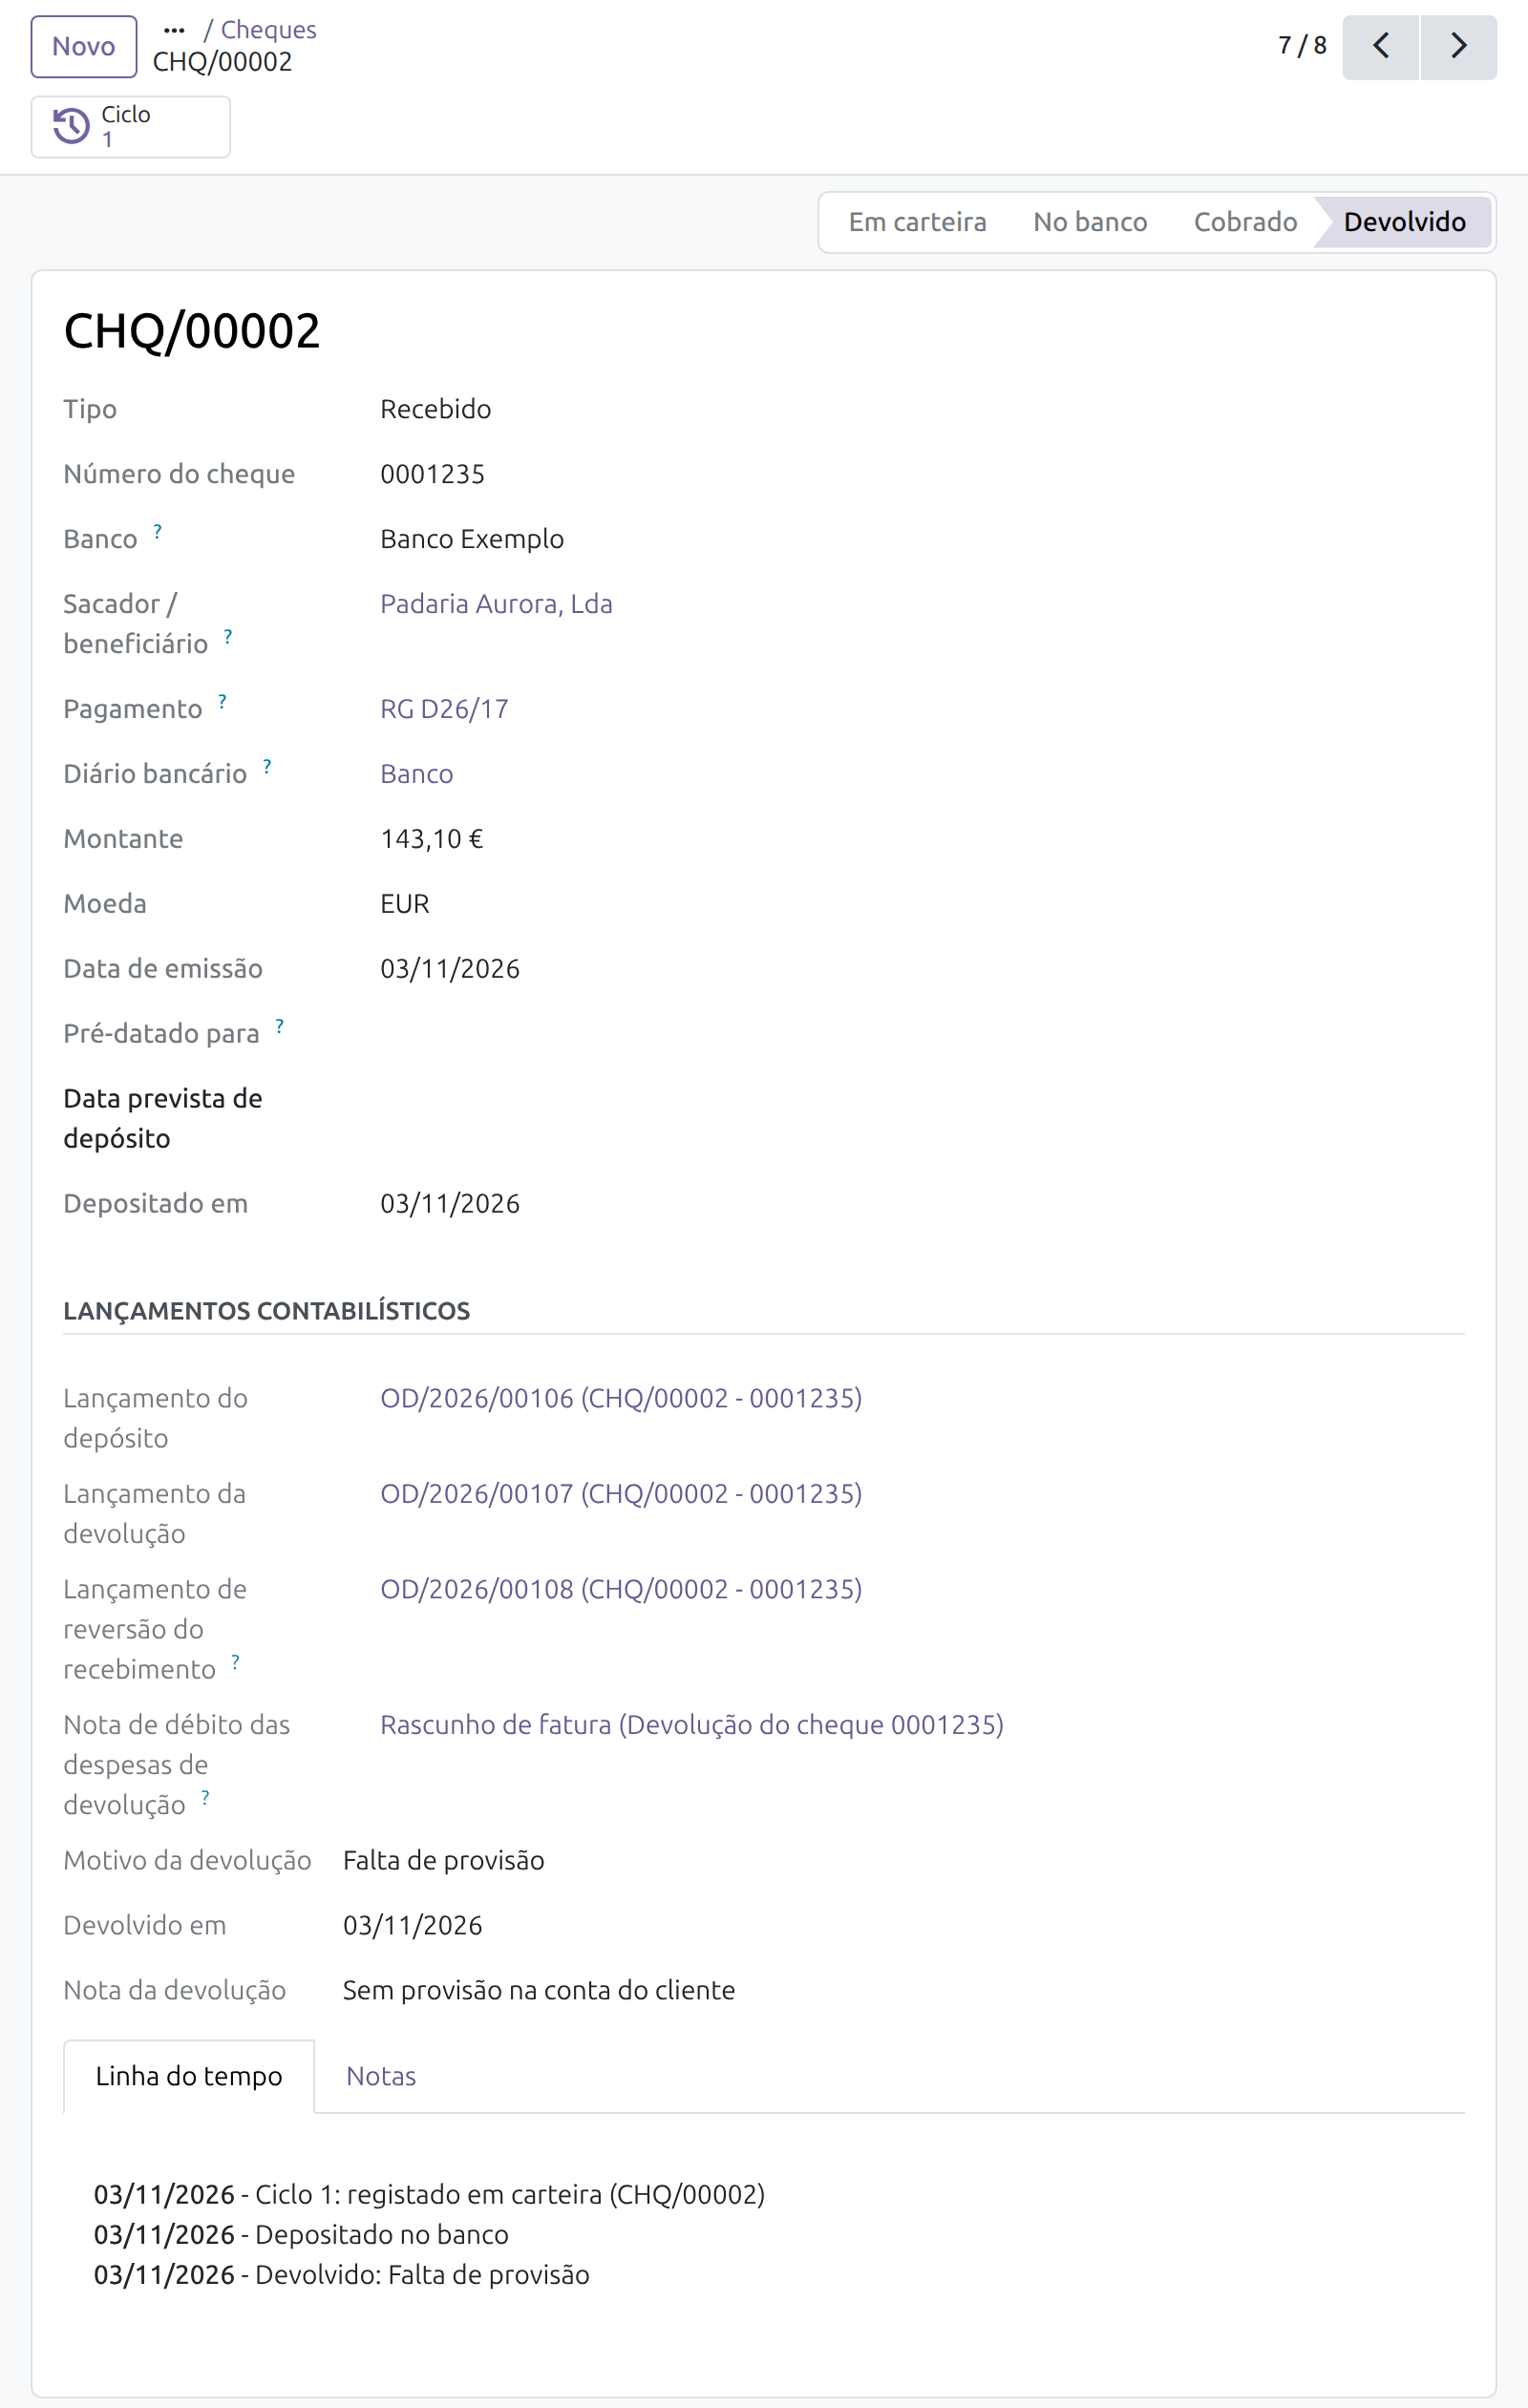 Novo
... / Cheques
CHQ/00002
7 / 8
Ciclo
1
Em carteira No banco Cobrado Devolvido
CHQ/00002
Tipo Recebido
Número do cheque 0001235
Banco ? Banco Exemplo
Sacador / Padaria Aurora, Lda
beneficiário ?
Pagamento ? RG D26/17
Diário bancário ? Banco
Montante 143,10 €
Moeda EUR
Data de emissão 03/11/2026
Pré-datado para ?
Data prevista de
depósito
Depositado em 03/11/2026
LANÇAMENTOS CONTABILÍSTICOS
Lançamento do OD/2026/00106 (CHQ/00002 - 0001235)
depósito
Lançamento da OD/2026/00107 (CHQ/00002 - 0001235)
devolução
Lançamento de OD/2026/00108 (CHQ/00002 - 0001235)
reversão do
recebimento ?
Nota de débito das Rascunho de fatura (Devolução do cheque 0001235)
despesas de
devolução ?
Motivo da devolução Falta de provisão
Devolvido em 03/11/2026
Nota da devolução Sem provisão na conta do cliente
Linha do tempo Notas
03/11/2026 - Ciclo 1: registado em carteira (CHQ/00002)
03/11/2026 - Depositado no banco
03/11/2026 - Devolvido: Falta de provisão